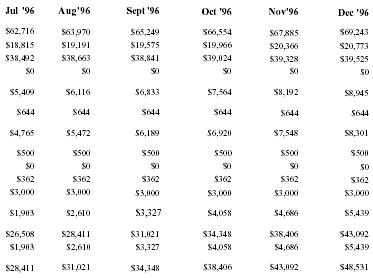 Jul '96 Aug'96 Sept '96 Oct '96 Nov'96 Dec '96
$62,716 $63,970 $65,249 $66,554 $67,885 $69,243
$18,815 $19,191 $19,575 $19,966 $20,366 $20,773
$38,492 $38,663 $38,841 $39,024 $39,328 $39,525
$0 $0 $0 $0 $0 $0
$5,409 $6,116 $6,833 $7,564 $8,192 $8,945
$644 $644 $644 $644 $644 $644
$4,765 $5,472 $6,189 $6,920 $7,548 $8,301
$500 $500 $500 $500 $500 $500
$0 $0 $0 $0 $0 $0
$362 $362 $362 $362 $362 $362
$3,000 $3,000 $3,000 $3,000 $3,000 $3,000
$1,903 $2,610 $3,327 $4,058 $4,686 $5,439
$26,508 $28,411 $31,021 $34,348 $38,406 $43,092
$1,903 $2,610 $3,327 $4,058 $4,686 $5,439
$28,411 $31,021 $34,348 $38,406 $43,092 $48,531